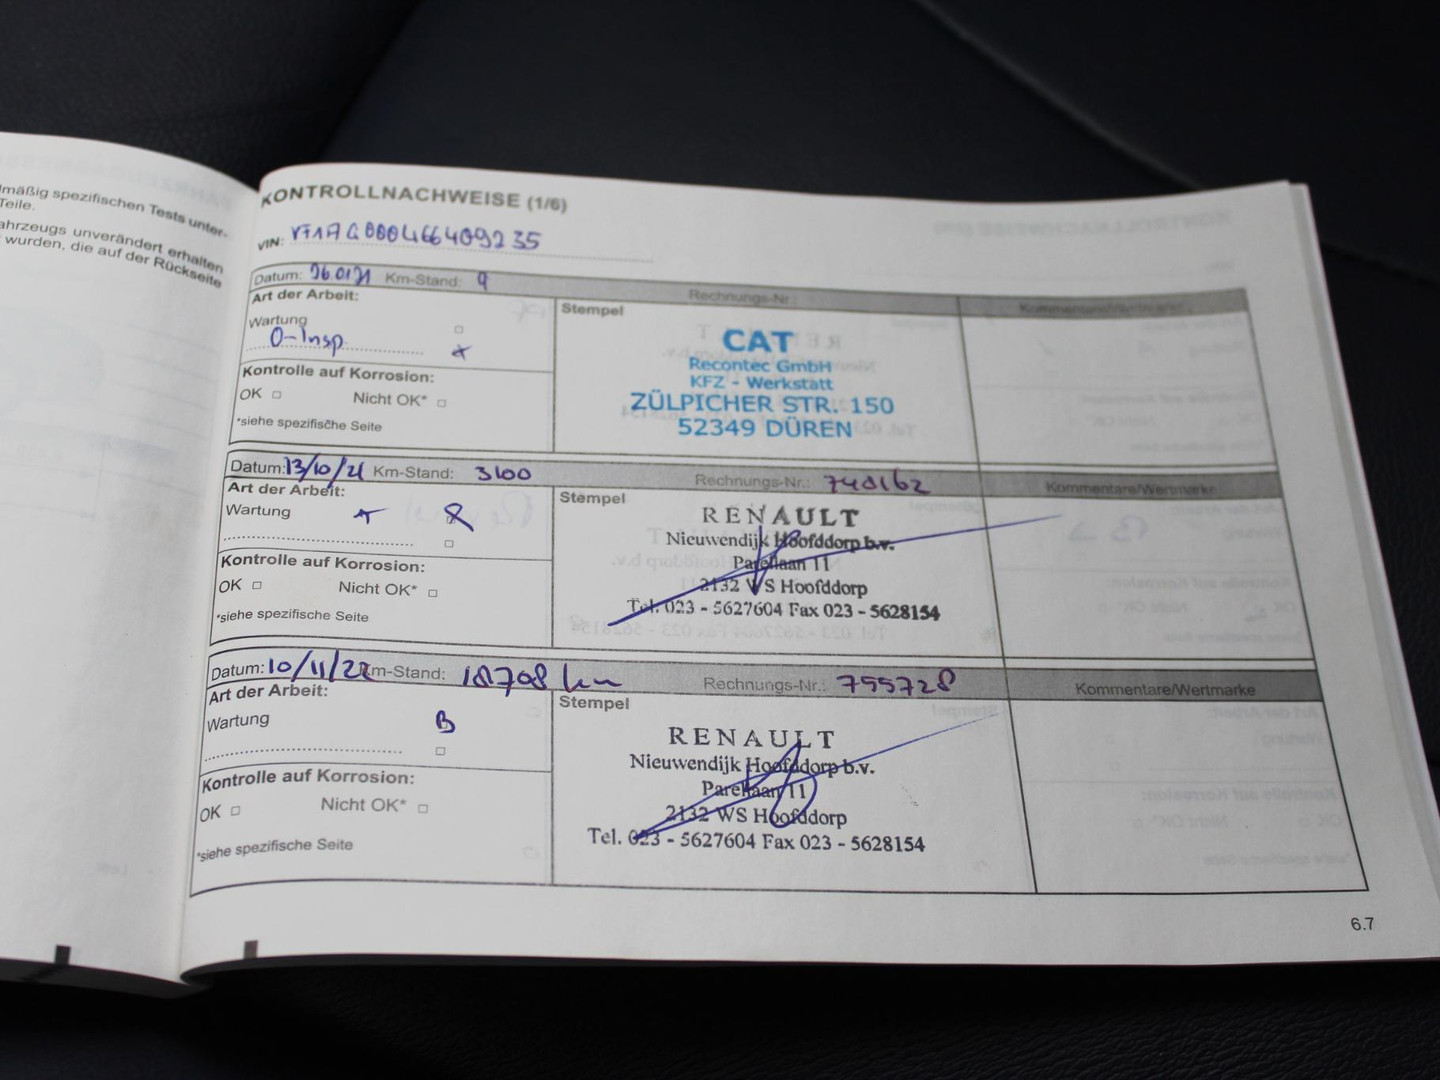 lmäßig spezifischen Tests unter-
Teile.
ahrzeugs unverändert erhalten
wurden, die auf der Rückseite
KONTROLLNACHWEISE (1/6)
VIN: VF1AG000466409235
Datum: 26.01.21 Km-Stand: 9 Rechnungs-Nr.:
Art der Arbeit: Stempel
Wartung
0-Insp.
Kontrolle auf Korrosion:
OK Nicht OK*
*siehe spezifische Seite
CAT
Recontec GmbH
KFZ - Werkstatt
ZÜLPICHER STR. 150
52349 DÜREN
Datum: 13/10/21 Km-Stand: 3100 Rechnungs-Nr.: 740162 Kommentare/Wertmarke
Art der Arbeit: Stempel
Wartung A
Kontrolle auf Korrosion:
OK Nicht OK*
*siehe spezifische Seite
RENAULT
Nieuwendijk Hoofddorp b.v.
Parellaan 11
2132 WS Hoofddorp
Tel. 023 - 5627604 Fax 023 - 5628154
Datum: 10/11/22 Km-Stand: 18708 km Rechnungs-Nr.: 755728 Kommentare/Wertmarke
Art der Arbeit: Stempel
Wartung B
Kontrolle auf Korrosion:
OK Nicht OK*
*siehe spezifische Seite
RENAULT
Nieuwendijk Hoofddorp b.v.
Parellaan 11
2132 WS Hoofddorp
Tel. 023 - 5627604 Fax 023 - 5628154
6.7